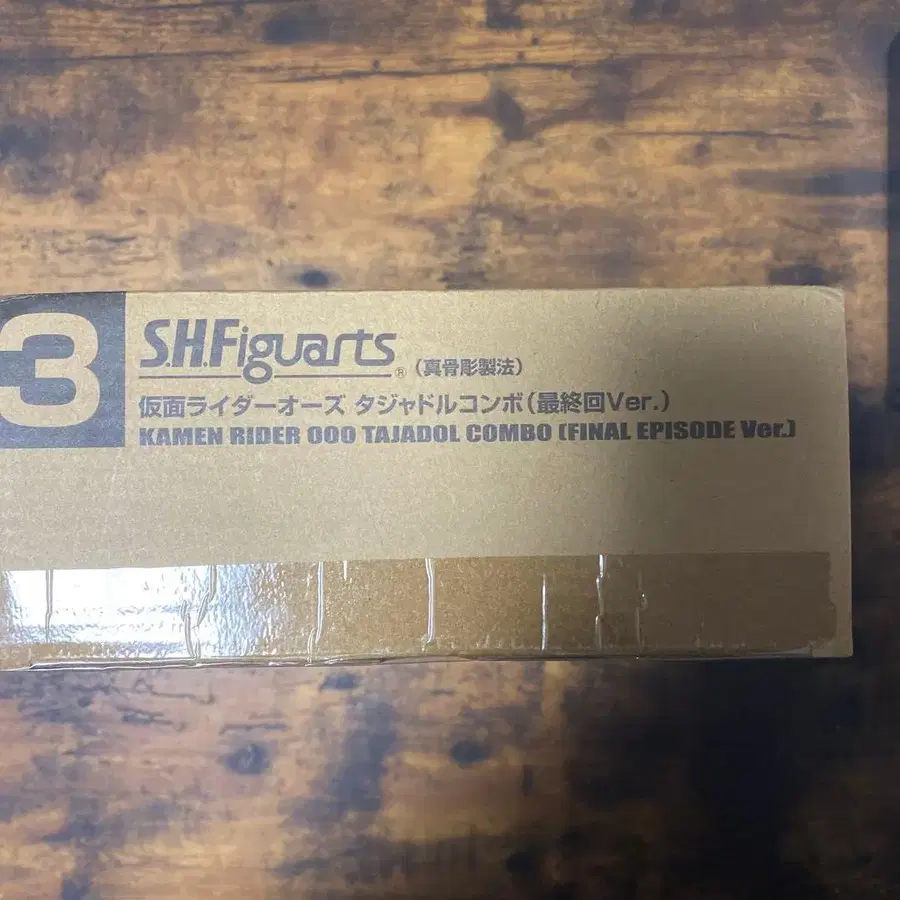 3
S.H.Figuarts ® (真骨彫製法)
仮面ライダーオーズ タジャドルコンボ(最終回Ver.)
KAMEN RIDER OOO TAJADOL COMBO (FINAL EPISODE Ver.)